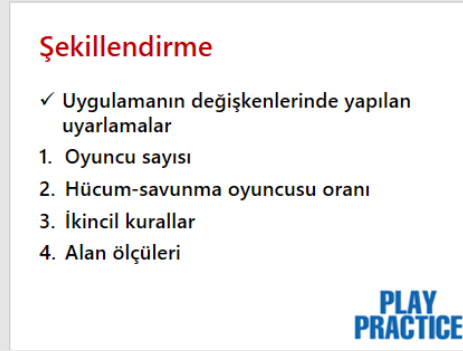 Şekillendirme
✓ Uygulamanın değişkenlerinde yapılan
uyarlamalar
1. Oyuncu sayısı
2. Hücum-savunma oyuncusu oranı
3. İkincil kurallar
4. Alan ölçüleri
PLAY
PRACTICE